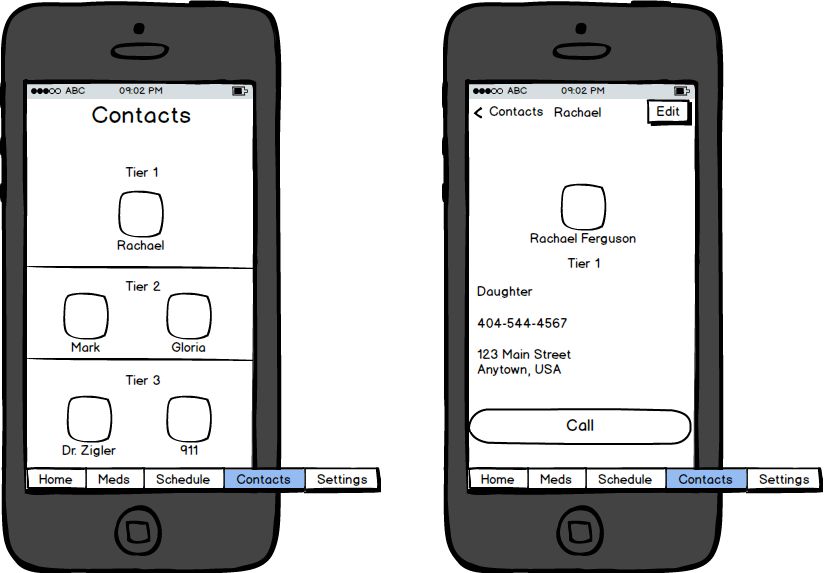 ABC 09:02 PM
Contacts
Tier 1
Rachael
Tier 2
Mark Gloria
Tier 3
Dr. Zigler 911
Home Meds Schedule Contacts Settings
ABC 09:02 PM
< Contacts Rachael Edit
Rachael Ferguson
Tier 1
Daughter
404-544-4567
123 Main Street
Anytown, USA
Call
Home Meds Schedule Contacts Settings